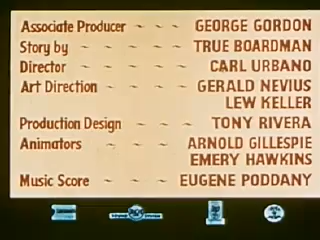 Associate Producer ~ ~ ~ GEORGE GORDON
Story by ~ ~ ~ ~ ~ TRUE BOARDMAN
Director ~ ~ ~ ~ ~ CARL URBANO
Art Direction ~ ~ ~ ~ GERALD NEVIUS
LEW KELLER
Production Design ~ ~ ~ TONY RIVERA
Animators ~ ~ ~ ~ ARNOLD GILLESPIE
EMERY HAWKINS
Music Score ~ ~ ~ ~ EUGENE PODDANY